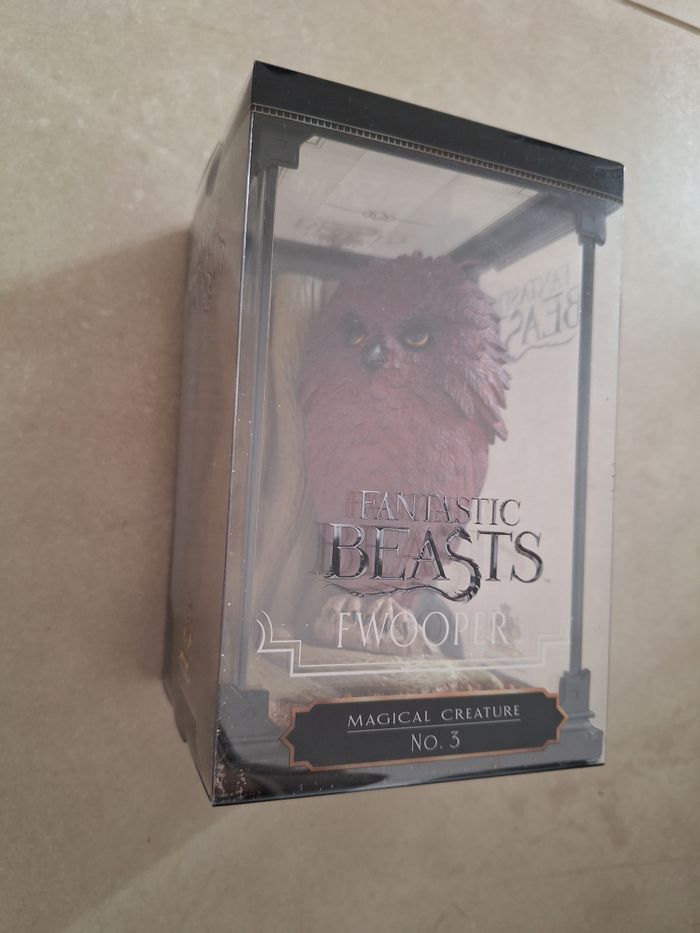 FANTASTIC
BEASTS
FWOOPER
MAGICAL CREATURE
NO. 3